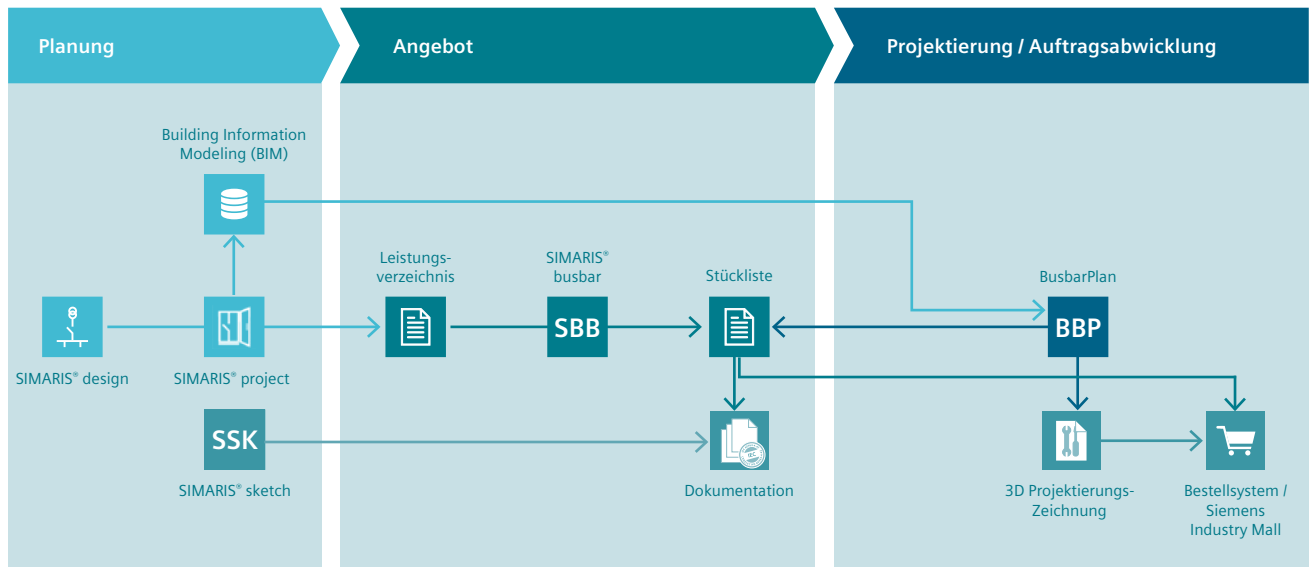 Planung
Angebot
Projektierung / Auftragsabwicklung
Building Information
Modeling (BIM)
Leistungs-
verzeichnis
SIMARIS®
busbar
Stückliste
BusbarPlan
SBB
BBP
SIMARIS® design
SIMARIS® project
SSK
IEC
SIMARIS® sketch
Dokumentation
3D Projektierungs-
Zeichnung
Bestellsystem /
Siemens
Industry Mall